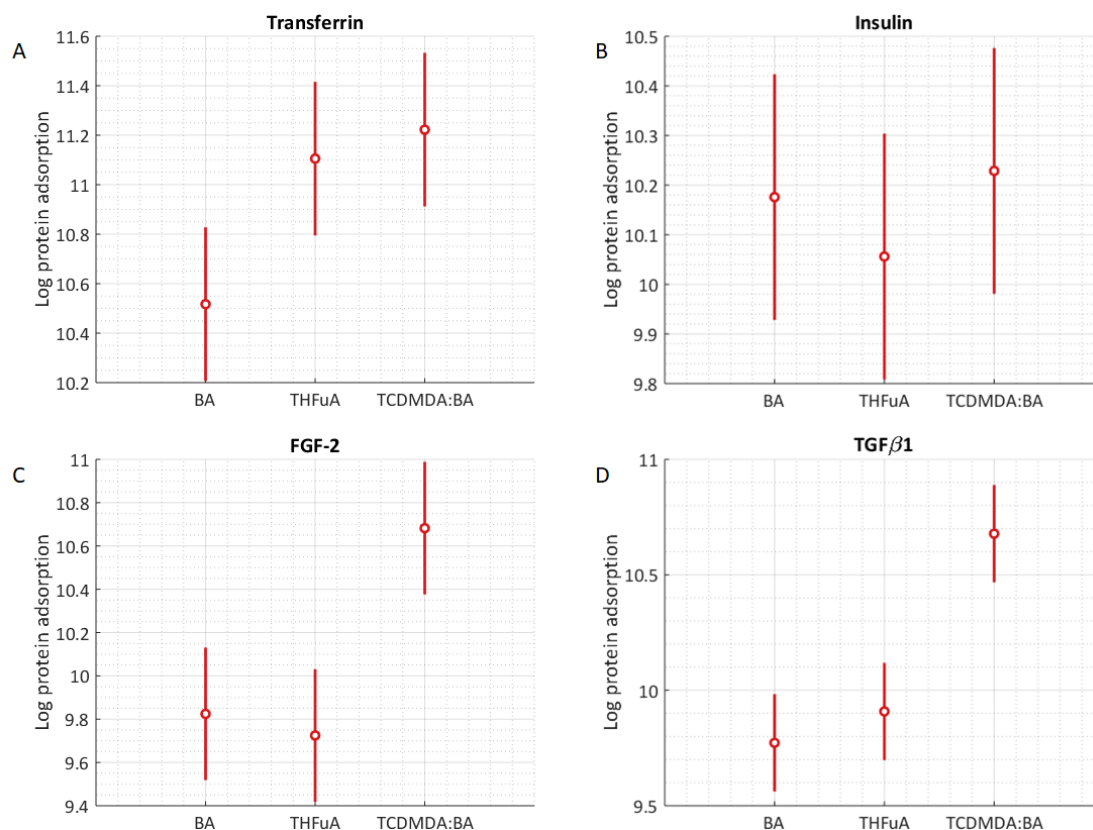 A
Transferrin
Log protein adsorption
11.6
11.4
11.2
11
10.8
10.6
10.4
10.2
BA THFuA TCDMDA:BA
B
Insulin
Log protein adsorption
10.5
10.4
10.3
10.2
10.1
10
9.9
9.8
BA THFuA TCDMDA:BA
C
FGF-2
Log protein adsorption
11
10.8
10.6
10.4
10.2
10
9.8
9.6
9.4
BA THFuA TCDMDA:BA
D
TGFβ1
Log protein adsorption
11
10.5
10
9.5
BA THFuA TCDMDA:BA